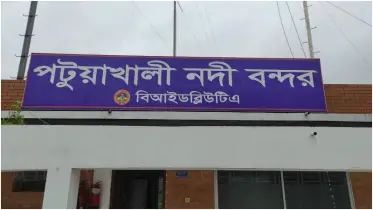 পটুয়াখালী নদী বন্দর
বিআইডব্লিউটিএ